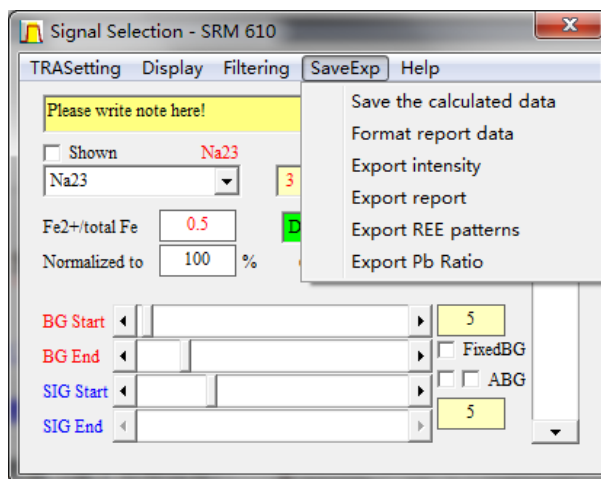 Signal Selection - SRM 610
TRASetting Display Filtering SaveExp Help
Please write note here!
Save the calculated data
Format report data
Export intensity
Export report
Export REE patterns
Export Pb Ratio
Shown Na23
Na23 3
Fe2+/total Fe 0.5 D
Normalized to 100 %
BG Start 5
BG End FixedBG
SIG Start ABG
SIG End 5